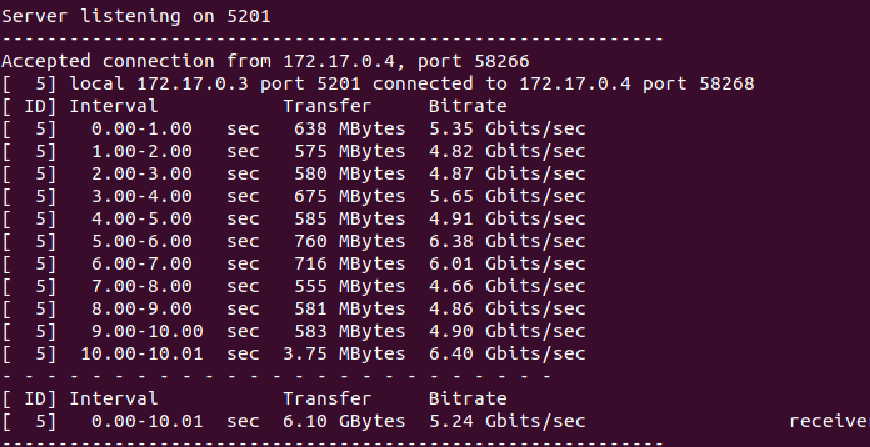 Server listening on 5201
-----------------------------------------------------------
Accepted connection from 172.17.0.4, port 58266
[  5] local 172.17.0.3 port 5201 connected to 172.17.0.4 port 58268
[ ID] Interval           Transfer     Bitrate
[  5]   0.00-1.00   sec   638 MBytes  5.35 Gbits/sec
[  5]   1.00-2.00   sec   575 MBytes  4.82 Gbits/sec
[  5]   2.00-3.00   sec   580 MBytes  4.87 Gbits/sec
[  5]   3.00-4.00   sec   675 MBytes  5.65 Gbits/sec
[  5]   4.00-5.00   sec   585 MBytes  4.91 Gbits/sec
[  5]   5.00-6.00   sec   760 MBytes  6.38 Gbits/sec
[  5]   6.00-7.00   sec   716 MBytes  6.01 Gbits/sec
[  5]   7.00-8.00   sec   555 MBytes  4.66 Gbits/sec
[  5]   8.00-9.00   sec   581 MBytes  4.86 Gbits/sec
[  5]   9.00-10.00  sec   583 MBytes  4.90 Gbits/sec
[  5]  10.00-10.01  sec  3.75 MBytes  6.40 Gbits/sec
- - - - - - - - - - - - - - - - - - - - - - - - -
[ ID] Interval           Transfer     Bitrate
[  5]   0.00-10.01  sec  6.10 GBytes  5.24 Gbits/sec                  receive
-----------------------------------------------------------